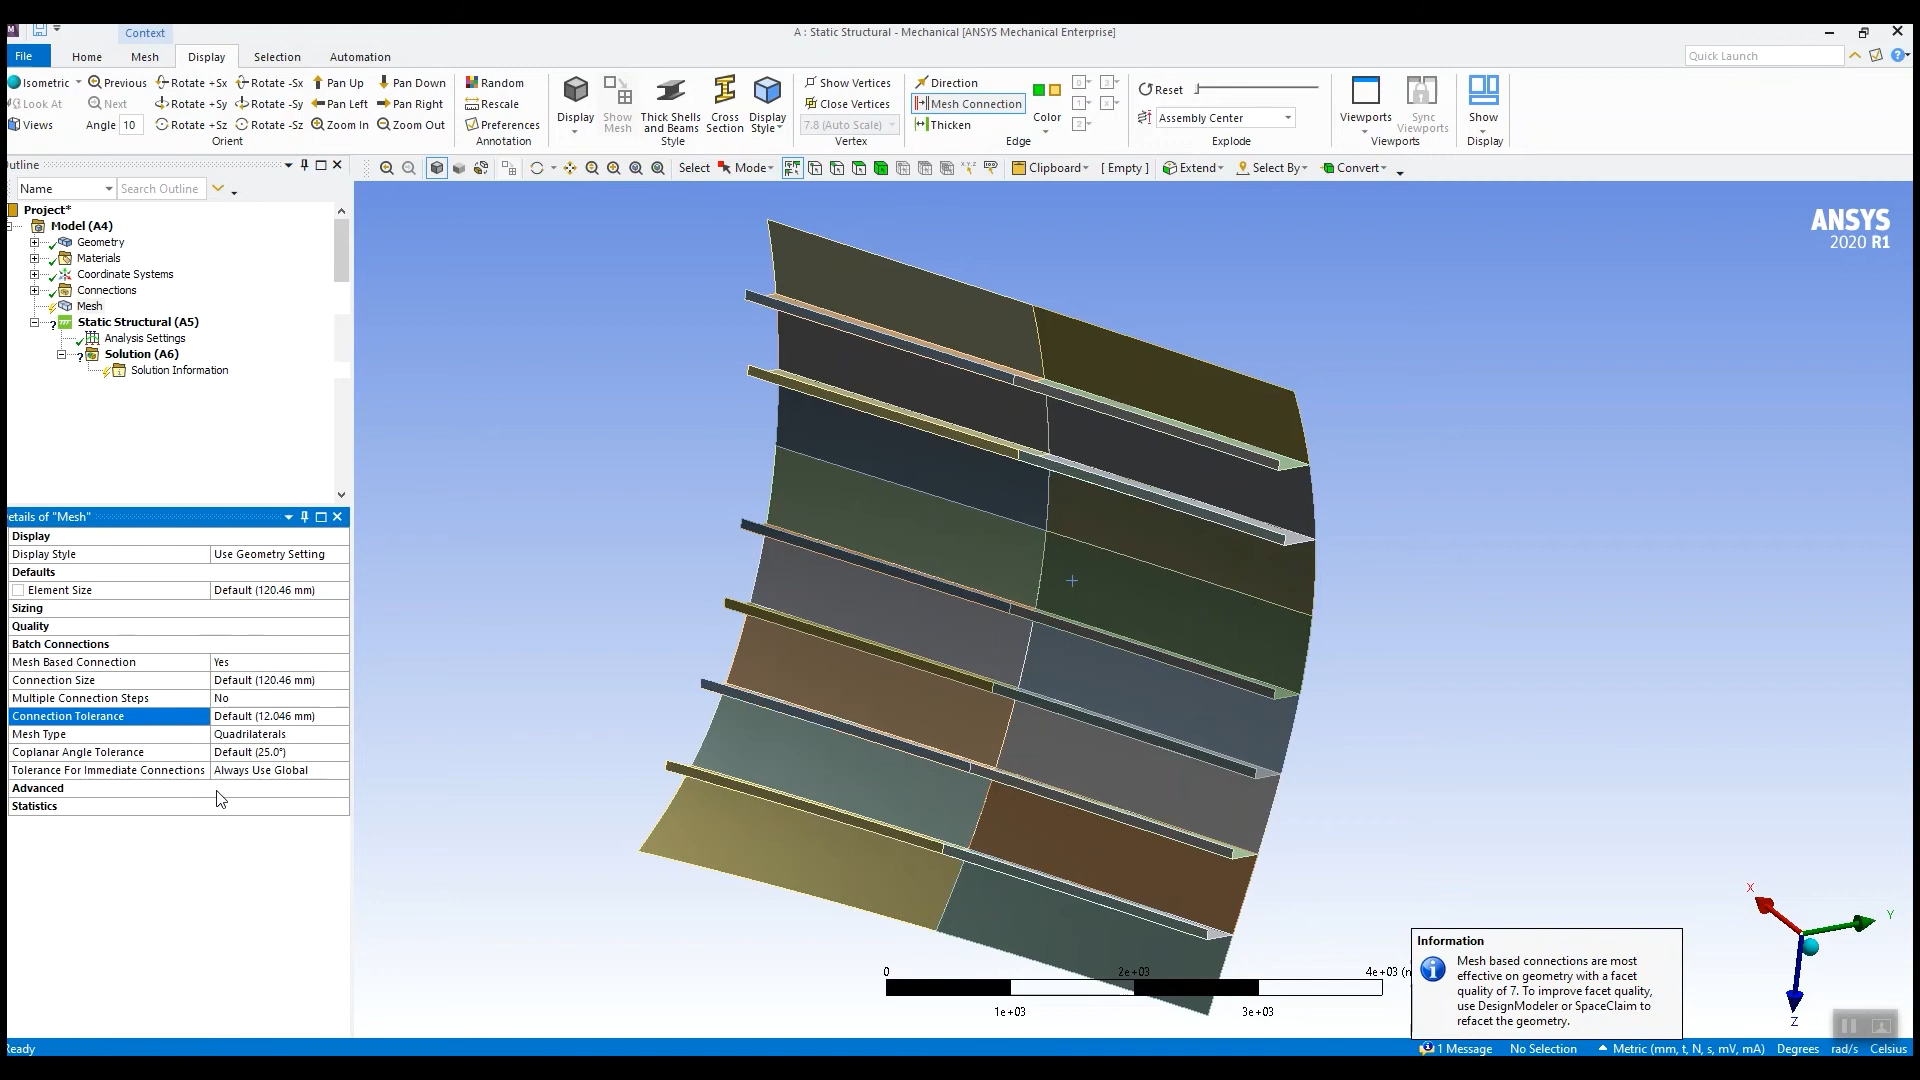 Context
A : Static Structural - Mechanical [ANSYS Mechanical Enterprise]
File
Home
Mesh
Display
Selection
Automation
Quick Launch
Isometric
Previous
Rotate +Sx
Rotate -Sx
Pan Up
Pan Down
Look At
Next
Rotate +Sy
Rotate -Sy
Pan Left
Pan Right
Views
Angle 10
Rotate +Sz
Rotate -Sz
Zoom In
Zoom Out
Orient
Random
Rescale
Preferences
Annotation
Display
Show
Mesh
Thick Shells
and Beams
Cross
Section
Display
Style
Style
Show Vertices
Close Vertices
7.8 (Auto Scale)
Vertex
Direction
Mesh Connection
Thicken
Color
Edge
Reset
Assembly Center
Explode
Viewports
Sync
Viewports
Viewports
Show
Display
Select
Mode
Clipboard
[ Empty ]
Extend
Select By
Convert
utline
Name
Search Outline
Project*
Model (A4)
Geometry
Materials
Coordinate Systems
Connections
Mesh
Static Structural (A5)
Analysis Settings
Solution (A6)
Solution Information
etails of "Mesh"
Display
Display Style Use Geometry Setting
Defaults
Element Size Default (120.46 mm)
Sizing
Quality
Batch Connections
Mesh Based Connection Yes
Connection Size Default (120.46 mm)
Multiple Connection Steps No
Connection Tolerance Default (12.046 mm)
Mesh Type Quadrilaterals
Coplanar Angle Tolerance Default (25.0°)
Tolerance For Immediate Connections Always Use Global
Advanced
Statistics
ANSYS
2020 R1
0
2e+03
4e+03 (n
1e+03
3e+03
X
Y
Z
Information
Mesh based connections are most
effective on geometry with a facet
quality of 7. To improve facet quality,
use DesignModeler or SpaceClaim to
refacet the geometry.
Ready
1 Message
No Selection
Metric (mm, t, N, s, mV, mA)
Degrees
rad/s
Celsius